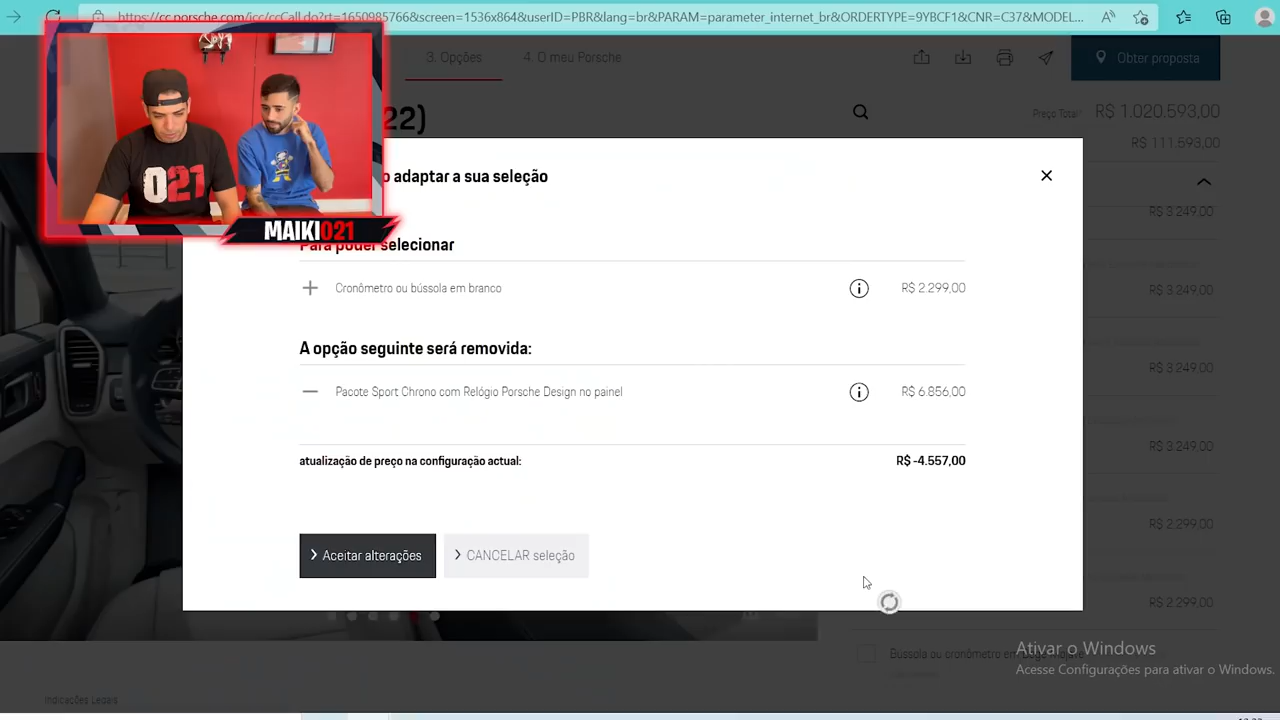 https://cc.porsche.com/icc/ccCall.do?rt=1650985766&screen=1536x864&userID=PBR&lang=br&PARAM=parameter_internet_br&ORDERTYPE=9YBCF1&CNR=C37&MODEL...
3. Opções
4. O meu Porsche
Obter proposta
22)
Preço Total
R$ 1.020.593,00
R$ 111.593,00
o adaptar a sua seleção
021
MAIKI021
R$ 3.249,00
Para poder selecionar
Cronômetro ou bússola em branco
R$ 2.299,00
R$ 3.249,00
A opção seguinte será removida:
R$ 3.249,00
Pacote Sport Chrono com Relógio Porsche Design no painel
R$ 6.856,00
R$ 3.249,00
atualização de preço na configuração actual:
R$ -4.557,00
R$ 2.299,00
Aceitar alterações
CANCELAR seleção
R$ 2.299,00
Bússola ou cronômetro em
Ativar o Windows
Acesse Configurações para ativar o Windows.
Indicações Legais